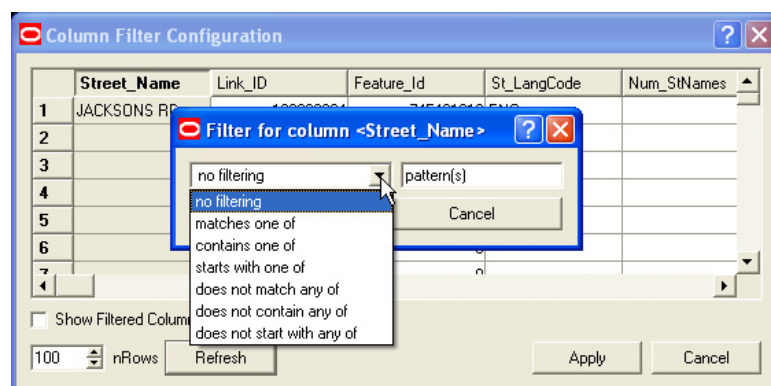 Column Filter Configuration
Street_Name Link_ID Feature_Id St_LangCode Num_StNames
1 JACKSONS RD
2
Filter for column <Street_Name>
3
no filtering pattern(s)
4
no filtering
5
matches one of Cancel
6
contains one of
7
starts with one of
does not match any of
does not contain any of
Show Filtered Colum
does not start with any of
100 nRows Refresh Apply Cancel